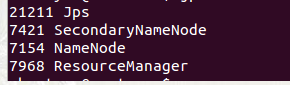 21211 Jps
7421 SecondaryNameNode
7154 NameNode
7968 ResourceManager